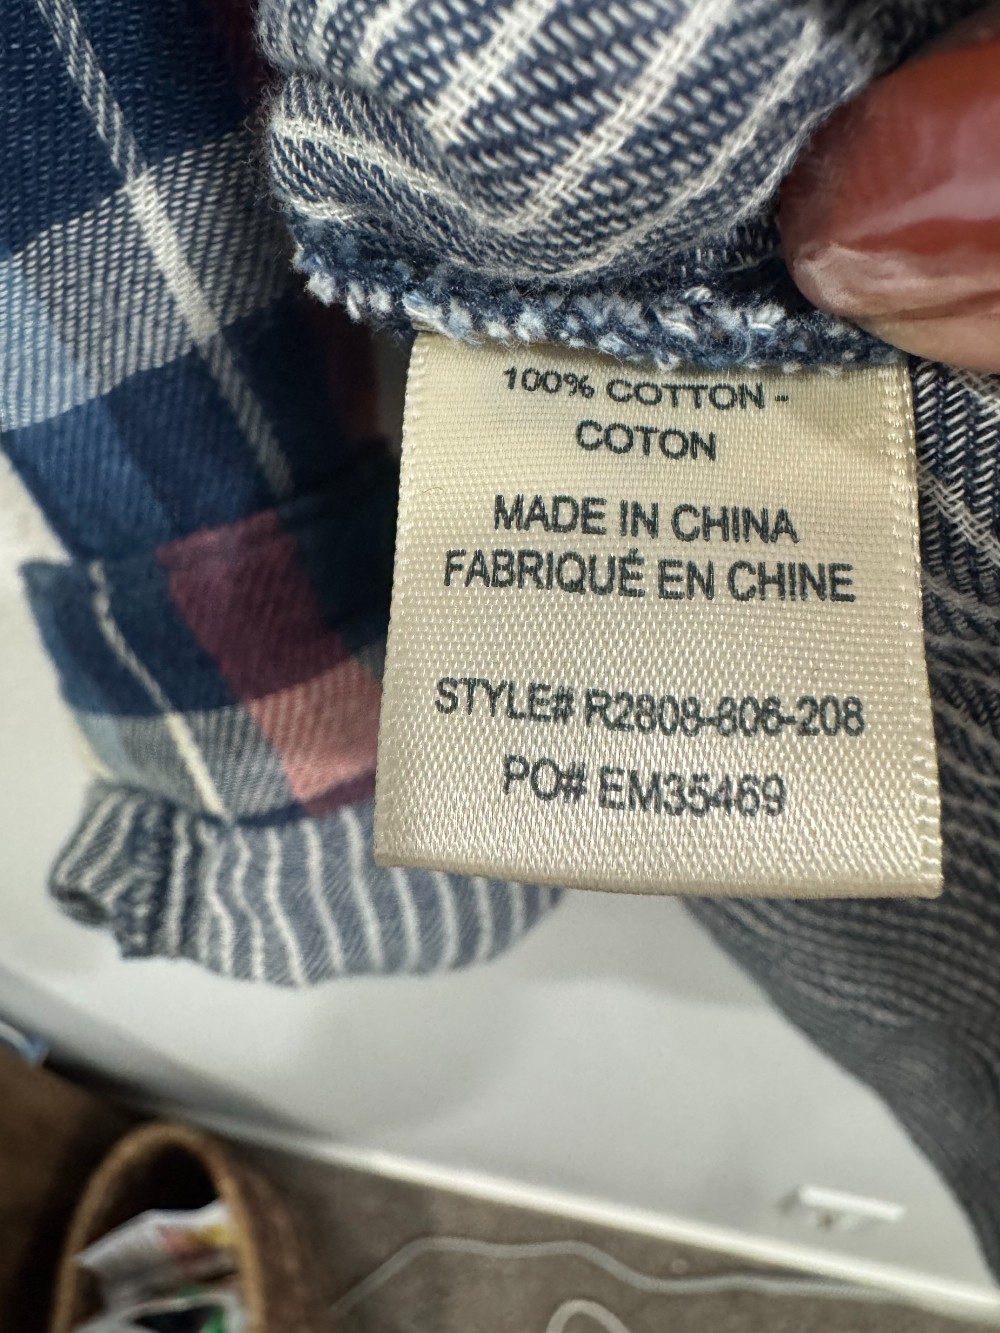 100% COTTON -
COTON
MADE IN CHINA
FABRIQUÉ EN CHINE
STYLE# R2808-806-208
PO# EM35469